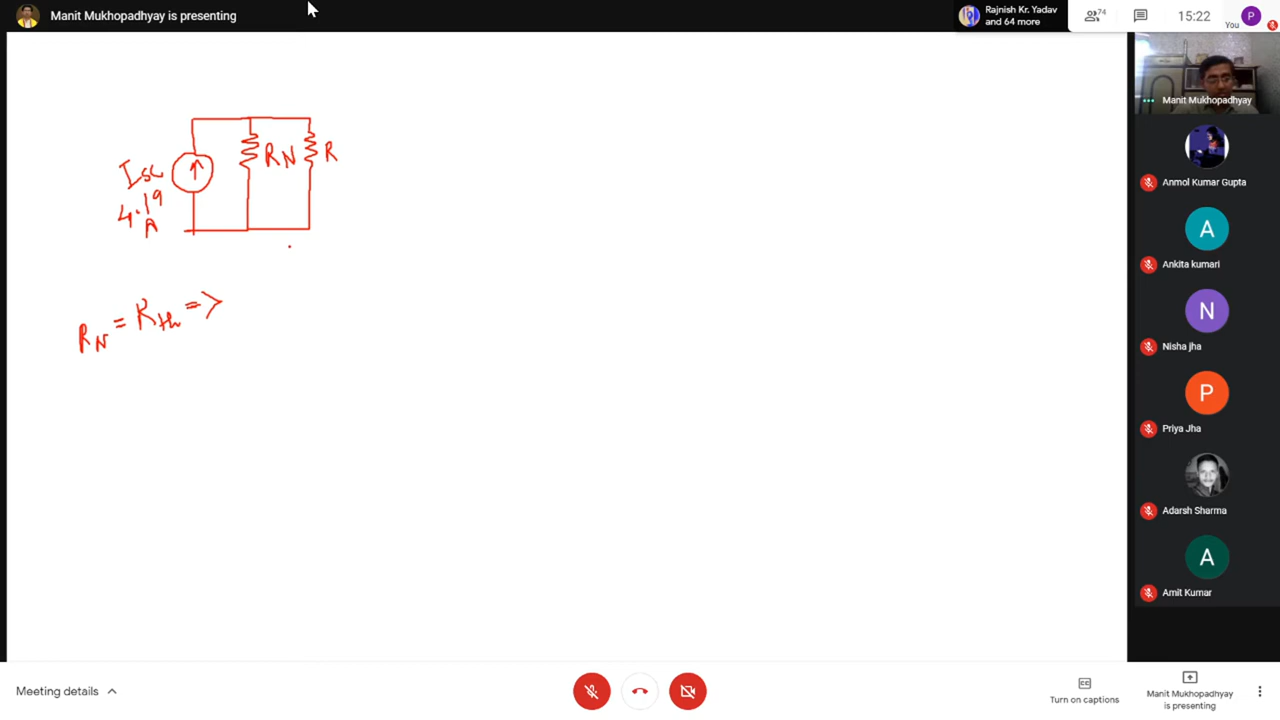 Manit Mukhopadhyay is presenting
Rajnish Kr. Yadav
and 64 more
74
15:22
You
P
Manit Mukhopadhyay
Anmol Kumar Gupta
A
Ankita kumari
N
Nisha jha
P
Priya Jha
Adarsh Sharma
A
Amit Kumar
Isc
4.19
A
RN
R
RN = Rth =>
Meeting details
Turn on captions
Manit Mukhopadhyay
is presenting